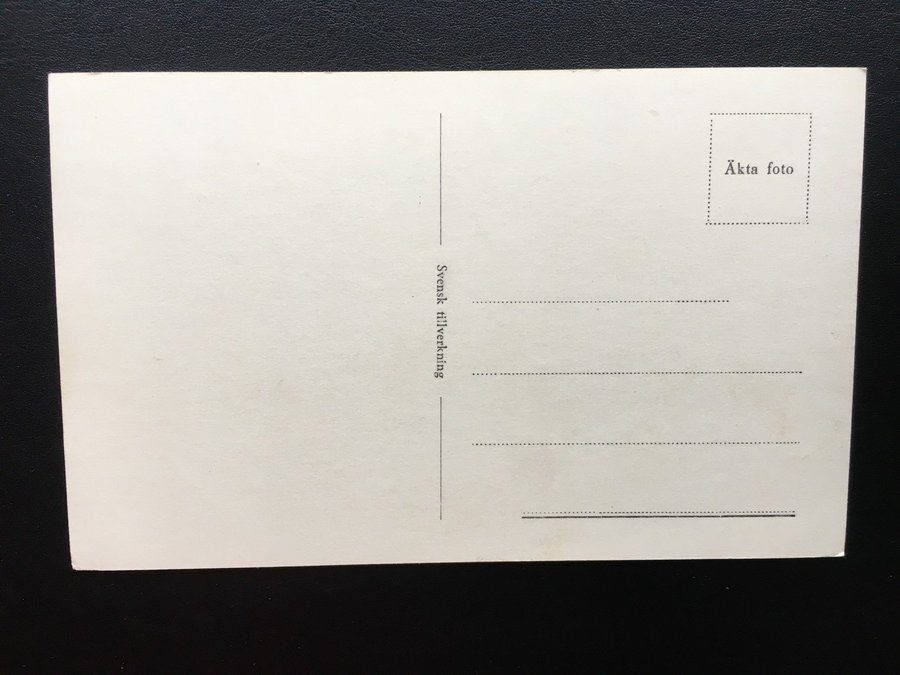 Äkta foto
Svensk tillverkning